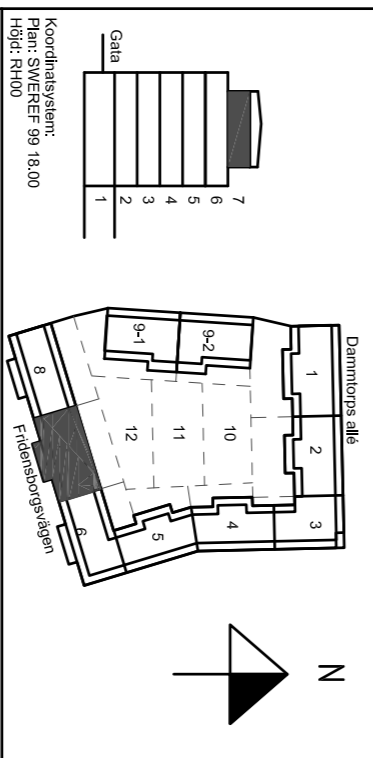 Gata
1
2
3
4
5
6
7
Koordinatsystem:
Plan: SWEREF 99 18.00
Höjd: RH00
Dammtorps allé
1
2
3
4
5
6
8
9-1
9-2
10
11
12
Fridensborgsvägen
N